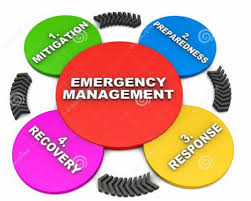 1.
MITIGATION
2.
PREPAREDNESS
EMERGENCY
MANAGEMENT
4.
RECOVERY
3.
RESPONSE